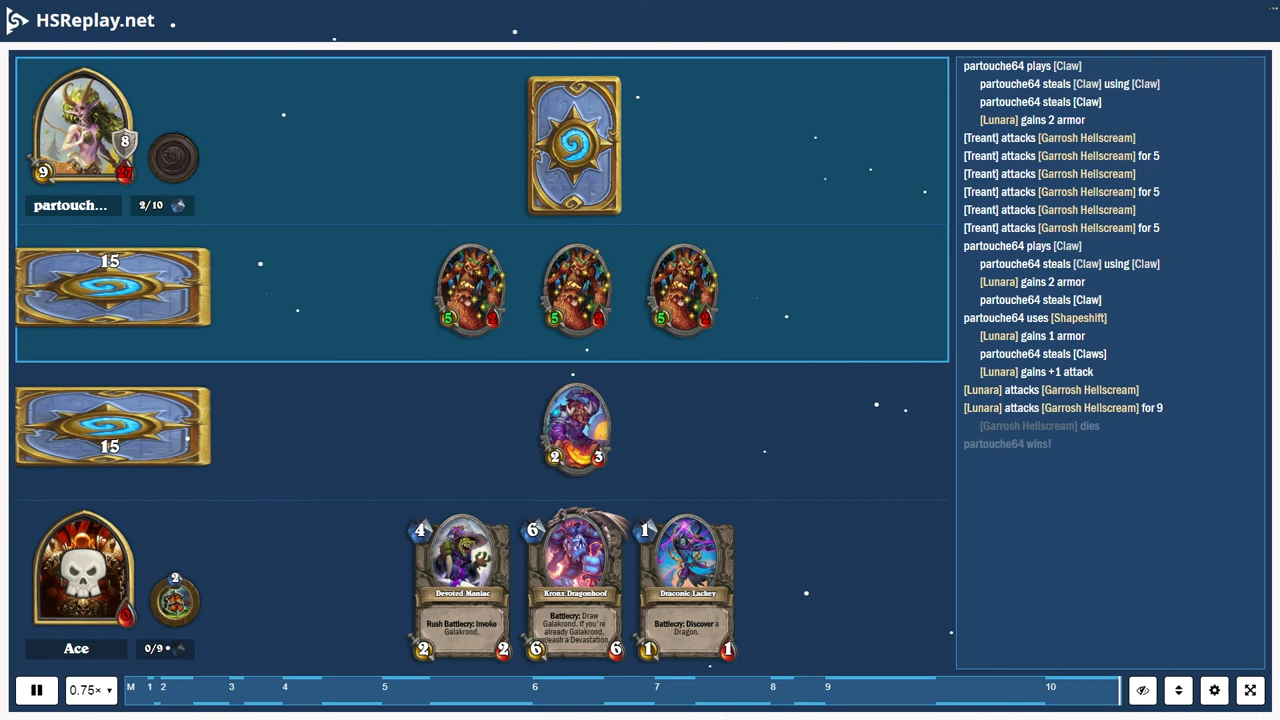 HSReplay.net
8
9
27
partouch...
2/10
15
5
2
5
2
5
2
15
2
3
2
Ace
0/9 •
4
Devoted Maniac
Rush Battlecry: Invoke
Galakrond.
2
2
6
Kronx Dragonhoof
Battlecry: Draw
Galakrond. If you're
already Galakrond,
unleash a Devastation.
6
6
1
Draconic Lackey
Battlecry: Discover a
Dragon.
1
1
partouche64 plays [Claw]
partouche64 steals [Claw] using [Claw]
partouche64 steals [Claw]
[Lunara] gains 2 armor
[Treant] attacks [Garrosh Hellscream]
[Treant] attacks [Garrosh Hellscream] for 5
[Treant] attacks [Garrosh Hellscream]
[Treant] attacks [Garrosh Hellscream] for 5
[Treant] attacks [Garrosh Hellscream]
[Treant] attacks [Garrosh Hellscream] for 5
partouche64 plays [Claw]
partouche64 steals [Claw] using [Claw]
[Lunara] gains 2 armor
partouche64 steals [Claw]
partouche64 uses [Shapeshift]
[Lunara] gains 1 armor
partouche64 steals [Claws]
[Lunara] gains +1 attack
[Lunara] attacks [Garrosh Hellscream]
[Lunara] attacks [Garrosh Hellscream] for 9
[Garrosh Hellscream] dies
partouche64 wins!
0.75× ▾
M 1 2 3 4 5 6 7 8 9 10